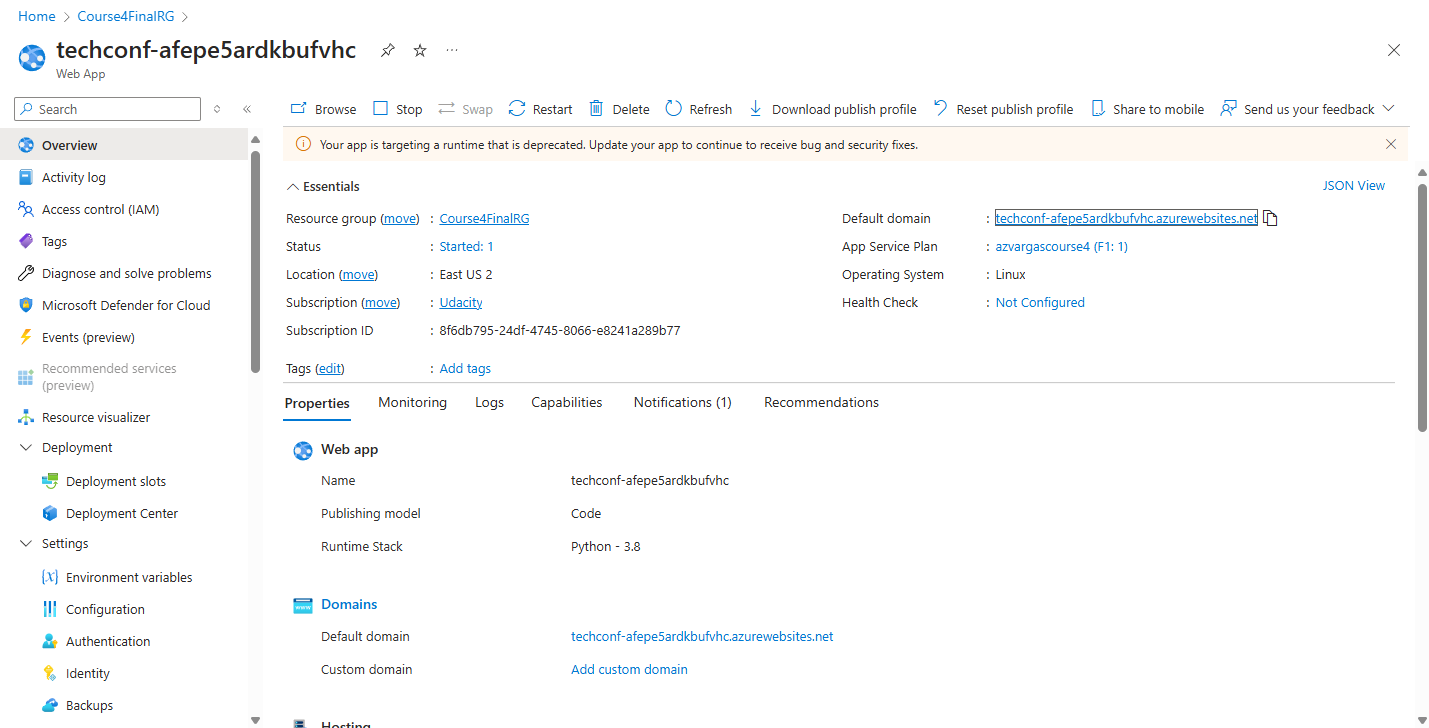 Home > Course4FinalRG >
techconf-afepe5ardkbufvhc
Web App
Search
Overview
Activity log
Access control (IAM)
Tags
Diagnose and solve problems
Microsoft Defender for Cloud
Events (preview)
Recommended services
(preview)
Resource visualizer
Deployment
Deployment slots
Deployment Center
Settings
Environment variables
Configuration
Authentication
Identity
Backups
Browse Stop Swap Restart Delete Refresh Download publish profile Reset publish profile Share to mobile Send us your feedback
Your app is targeting a runtime that is deprecated. Update your app to continue to receive bug and security fixes.
Essentials JSON View
Resource group (move) : Course4FinalRG
Status : Started: 1
Location (move) : East US 2
Subscription (move) : Udacity
Subscription ID : 8f6db795-24df-4745-8066-e8241a289b77
Default domain : techconf-afepe5ardkbufvhc.azurewebsites.net
App Service Plan : azvargascourse4 (F1: 1)
Operating System : Linux
Health Check : Not Configured
Tags (edit) : Add tags
Properties Monitoring Logs Capabilities Notifications (1) Recommendations
Web app
Name techconf-afepe5ardkbufvhc
Publishing model Code
Runtime Stack Python - 3.8
Domains
Default domain techconf-afepe5ardkbufvhc.azurewebsites.net
Custom domain Add custom domain
Hosting